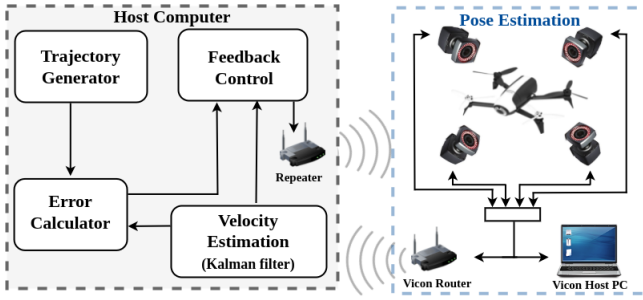 Host Computer
Trajectory
Generator
Feedback
Control
Repeater
Error
Calculator
Velocity
Estimation
(Kalman filter)
Pose Estimation
Vicon Router
Vicon Host PC